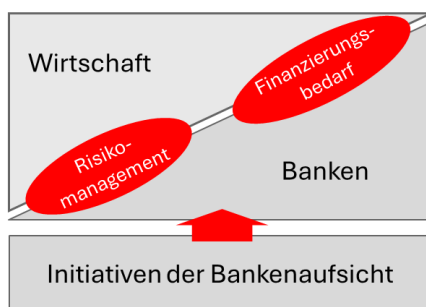 Wirtschaft
Finanzierungs-
bedarf
Risiko-
management
Banken
Initiativen der Bankenaufsicht